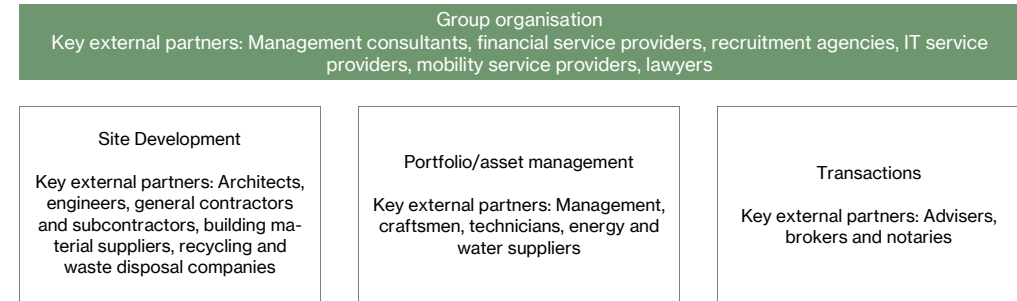 Group organisation
Key external partners: Management consultants, financial service providers, recruitment agencies, IT service
providers, mobility service providers, lawyers
Site Development
Key external partners: Architects,
engineers, general contractors
and subcontractors, building ma-
terial suppliers, recycling and
waste disposal companies
Portfolio/asset management
Key external partners: Management,
craftsmen, technicians, energy and
water suppliers
Transactions
Key external partners: Advisers,
brokers and notaries